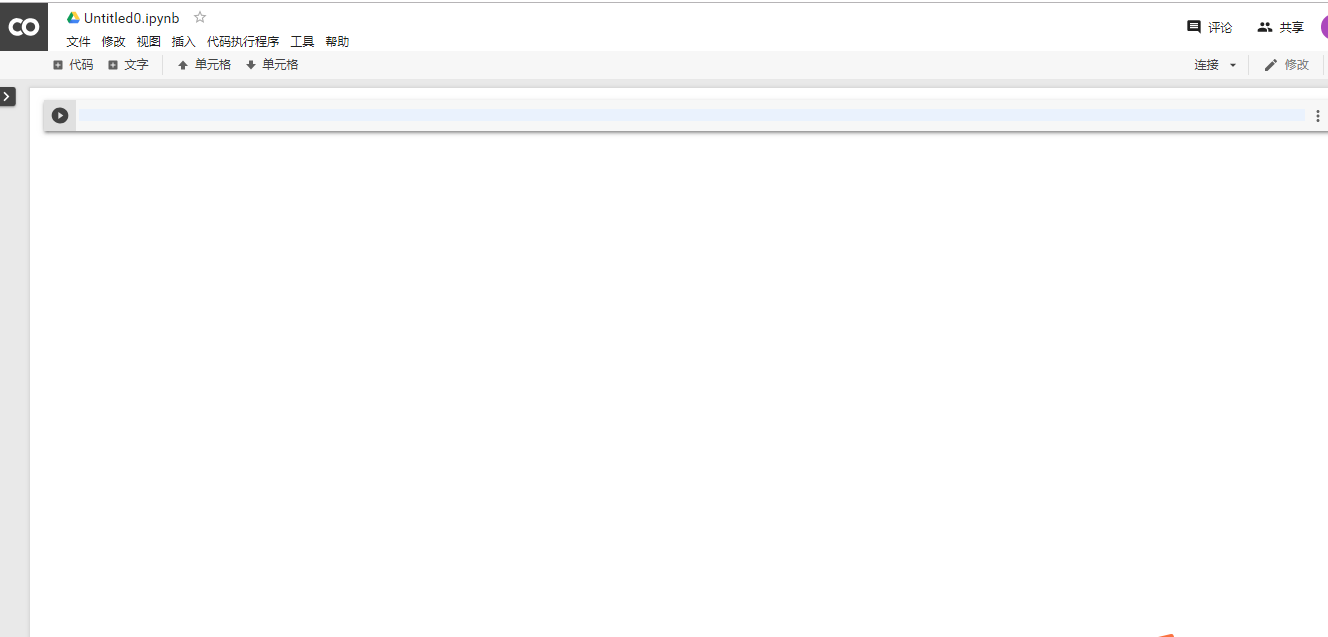 CO Untitled0.ipynb
评论 共享
文件 修改 视图 插入 代码执行程序 工具 帮助
代码 文字 单元格 单元格 连接 修改